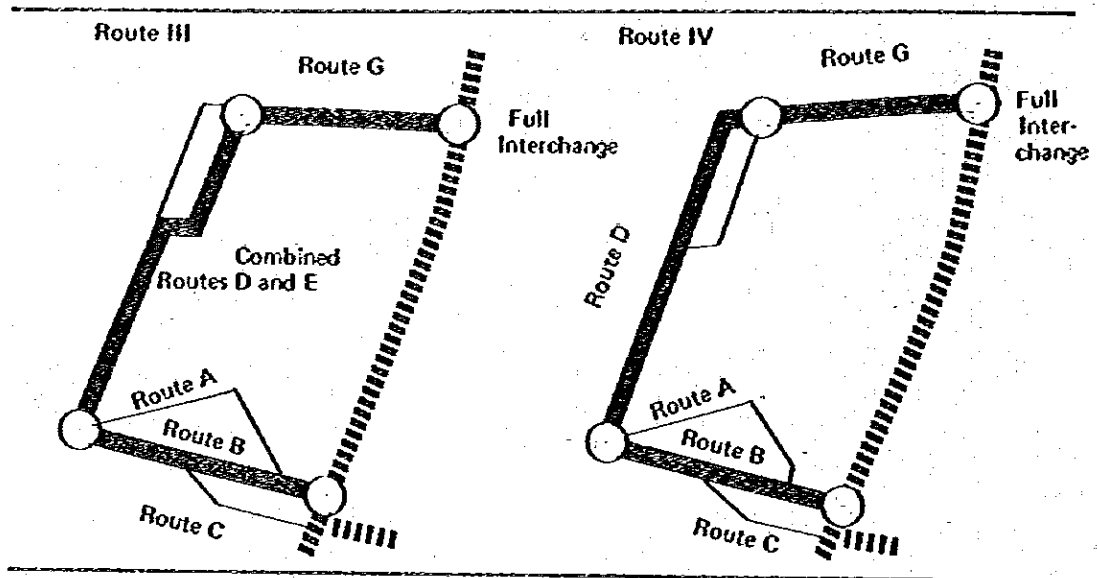 Route III
Route G
Full
Interchange
Combined
Routes D and E
Route A
Route B
Route C
Route IV
Route G
Full
Inter-
change
Route D
Route A
Route B
Route C